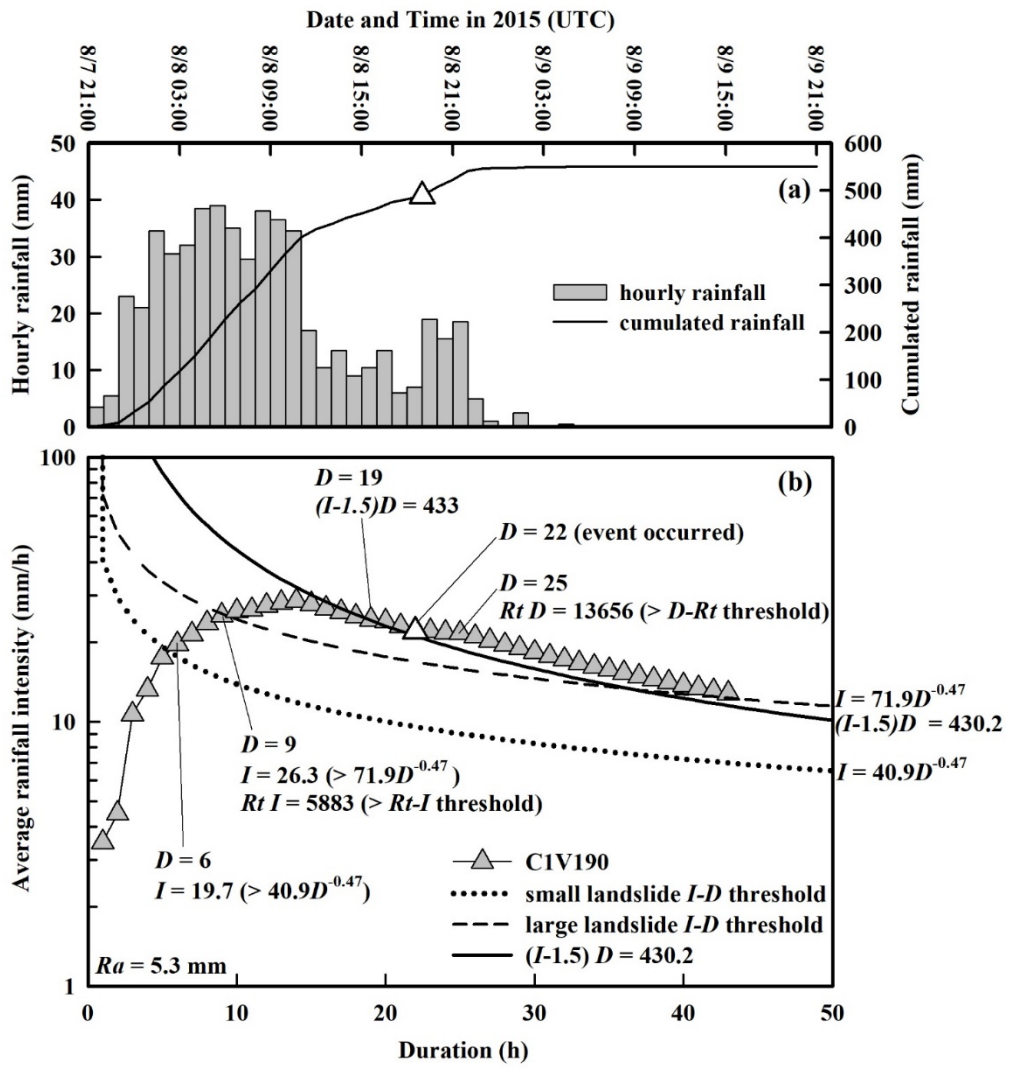 Date and Time in 2015 (UTC)
8/7 21:00
8/8 03:00
8/8 09:00
8/8 15:00
8/8 21:00
8/9 03:00
8/9 09:00
8/9 15:00
8/9 21:00
50
40
30
20
10
0
Hourly rainfall (mm)
600
500
400
300
200
100
0
Cumulated rainfall (mm)
(a)
hourly rainfall
cumulated rainfall
100
10
1
Average ranifall intensity (mm/h)
(b)
D = 19
(I-1.5)D = 433
D = 22 (event occurred)
D = 25
Rt D = 13656 (> D-Rt threshold)
I = 71.9D^-0.47
(I-1.5)D = 430.2
I = 40.9D^-0.47
D = 9
I = 26.3 (> 71.9D^-0.47)
Rt I = 5883 (> Rt-I threshold)
D = 6
I = 19.7 (> 40.9D^-0.47)
C1V190
small landslide I-D threshold
large landslide I-D threshold
(I-1.5) D = 430.2
Ra = 5.3 mm
0 10 20 30 40 50
Duration (h)